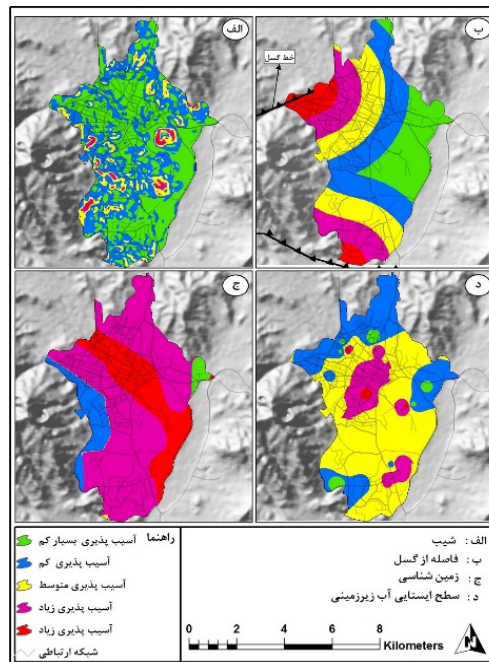 الف
ب
خط گسل
ج
د
راهنما
آسیب پذیری بسیار کم
آسیب پذیری کم
آسیب پذیری متوسط
آسیب پذیری زیاد
آسیب پذیری زیاد
شبکه ارتباطی
الف : شیب
ب : فاصله از گسل
ج : زمین شناسی
د : سطح ایستایی آب زیرزمینی
0 2 4 6 8
Kilometers
N